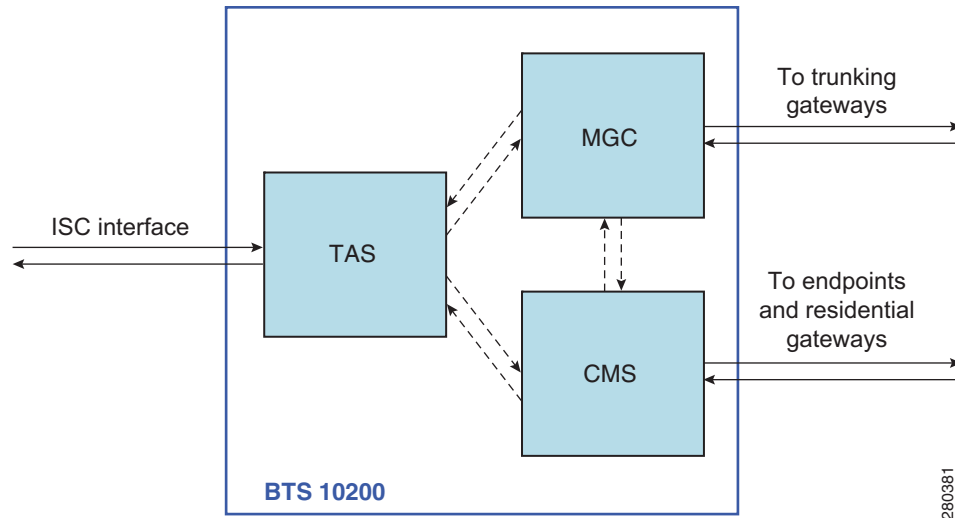 To trunking
gateways
MGC
ISC interface
TAS
To endpoints
and residential
gateways
CMS
BTS 10200
280381